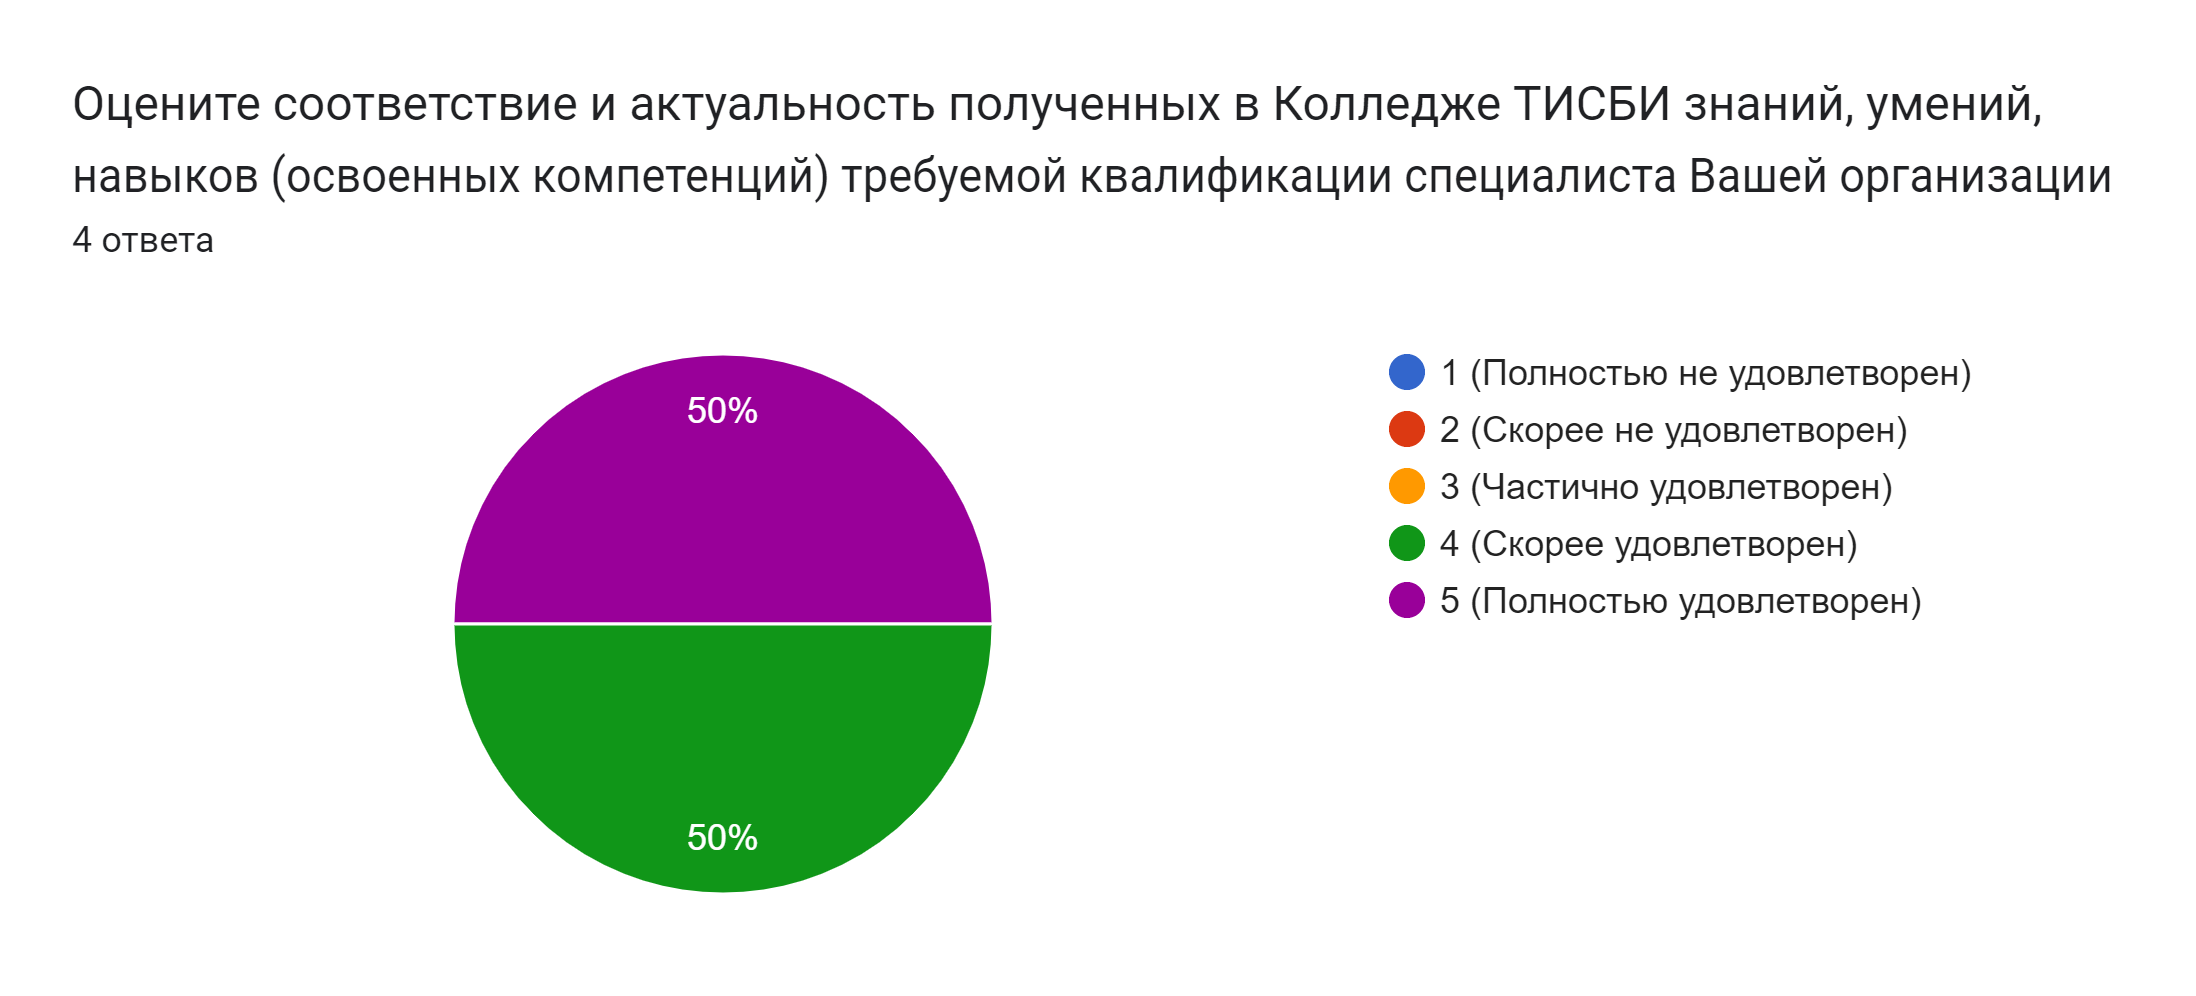 Оцените соответствие и актуальность полученных в Колледже ТИСБИ знаний, умений,
навыков (освоенных компетенций) требуемой квалификации специалиста Вашей организации
4 ответа
50%
50%
1 (Полностью не удовлетворен)
2 (Скорее не удовлетворен)
3 (Частично удовлетворен)
4 (Скорее удовлетворен)
5 (Полностью удовлетворен)